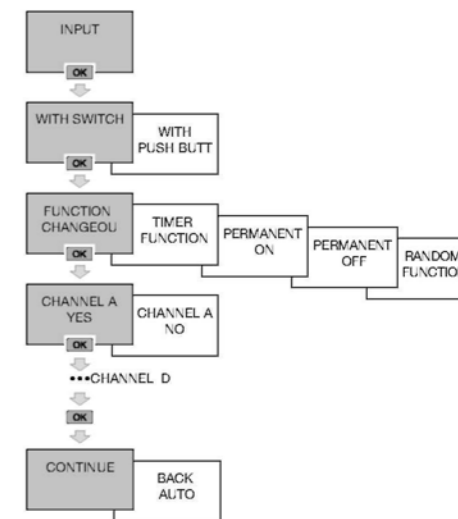 INPUT
OK
WITH SWITCH
WITH
PUSH BUTT
OK
FUNCTION
CHANGEOU
TIMER
FUNCTION
PERMANENT
ON
PERMANENT
OFF
RANDOM
FUNCTION
OK
CHANNEL A
YES
CHANNEL A
NO
OK
•••CHANNEL D
OK
CONTINUE
BACK
AUTO